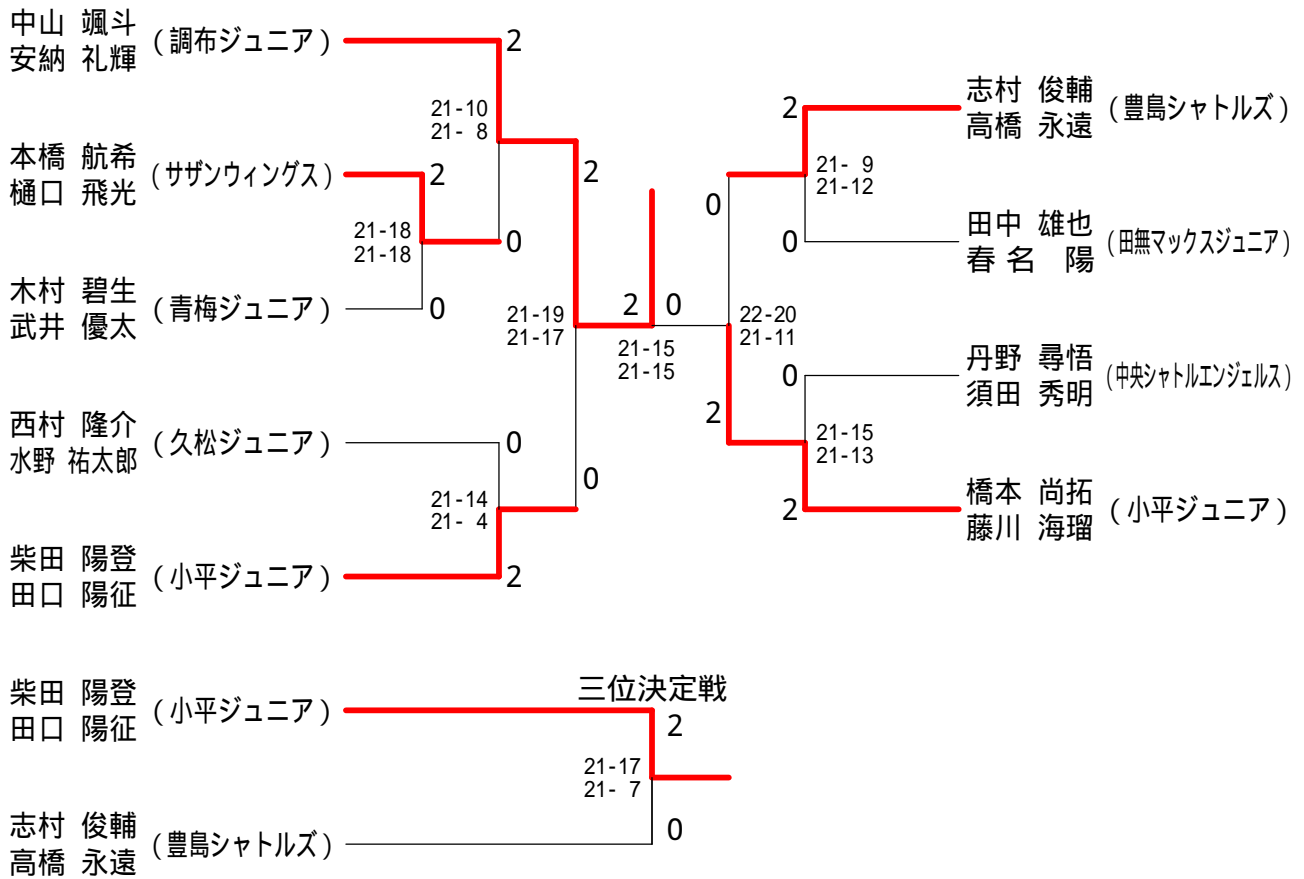 中山 颯斗
安納 礼輝
(調布ジュニア)
2
21-10
21- 8
本橋 航希
樋口 飛光
(サザンウィングス)
2
21-18
21-18
0
木村 碧生
武井 優太
(青梅ジュニア)
0
2
21-19
21-17
西村 隆介
水野 祐太郎
(久松ジュニア)
0
21-14
21- 4
0
柴田 陽登
田口 陽征
(小平ジュニア)
2
2
0
21-15
21-15
志村 俊輔
高橋 永遠
(豊島シャトルズ)
2
21- 9
21-12
0
田中 雄也
春名 陽
(田無マックスジュニア)
0
22-20
21-11
丹野 尋悟
須田 秀明
(中央シャトルエンジェルス)
0
2
21-15
21-13
橋本 尚拓
藤川 海瑠
(小平ジュニア)
2
三位決定戦
柴田 陽登
田口 陽征
(小平ジュニア)
2
21-17
21- 7
志村 俊輔
高橋 永遠
(豊島シャトルズ)
0